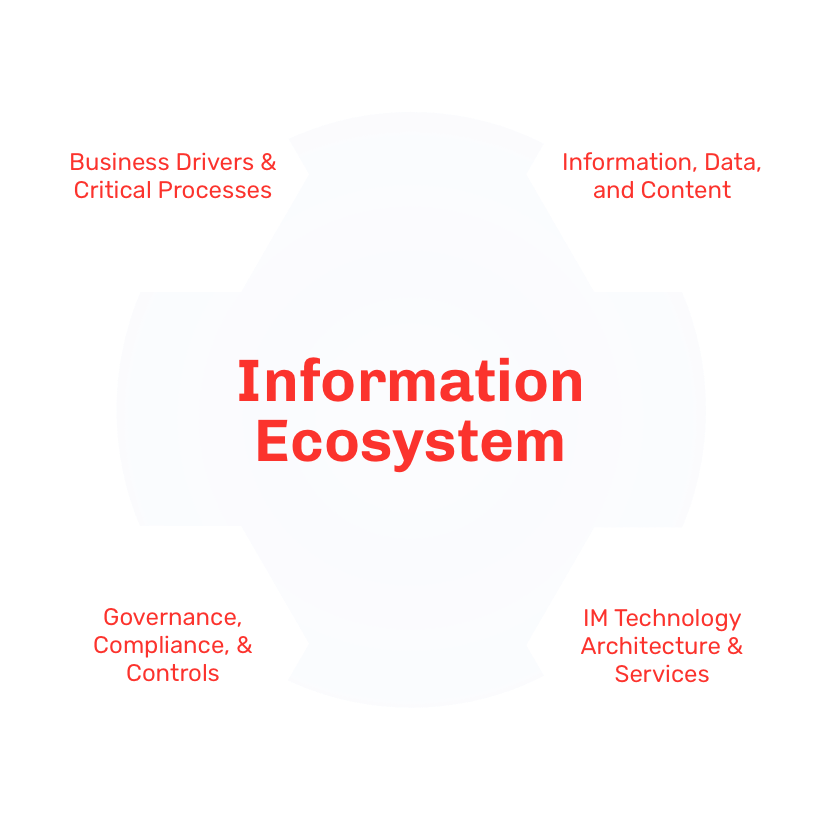 Business Drivers &
Critical Processes
Information, Data,
and Content
Information
Ecosystem
Governance,
Compliance, &
Controls
IM Technology
Architecture &
Services